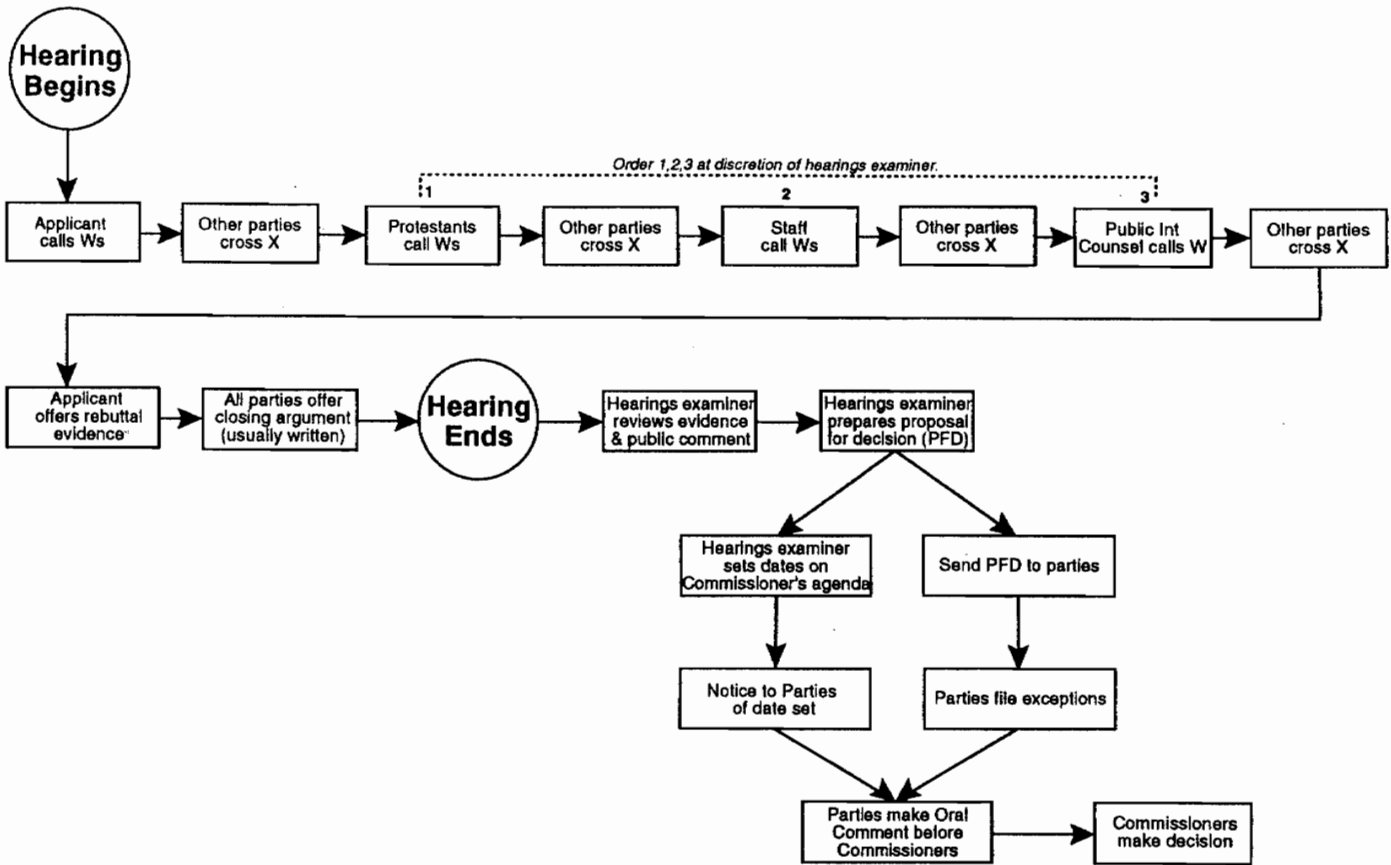 Hearing
Begins
Order 1,2,3 at discretion of hearings examiner.
1
2
3
Applicant
calls Ws
Other parties
cross X
Protestants
call Ws
Other parties
cross X
Staff
call Ws
Other parties
cross X
Public Int
Counsel calls W
Other parties
cross X
Applicant
offers rebuttal
evidence
All parties offer
closing argument
(usually written)
Hearing
Ends
Hearings examiner
reviews evidence
& public comment
Hearings examiner
prepares proposal
for decision (PFD)
Hearings examiner
sets dates on
Commissioner's agenda
Send PFD to parties
Notice to Parties
of date set
Parties file exceptions
Parties make Oral
Comment before
Commissioners
Commissioners
make decision